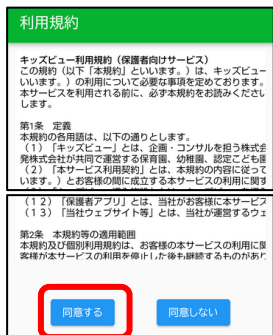 利用規約
キッズビュー利用規約（保護者向けサービス）
この規約（以下「本規約」といいます。）は、キッズビュー
いいます。）の利用について必要な事項を定めております。
本サービスを利用される前に、必ず本規約をお読みくださし
します。
第1条 定義
本規約の各用語は、以下の通りとします。
（１）「キッズビュー」とは、企画・コンサルを担う株式会
発株式会社が共同で運営する保育園、幼稚園、認定こども園
（２）「本サービス利用契約」とは、本規約の内容に従って
います。）とお客様の間に成立する本サービスの利用に関す
（１２）「保護者アプリ」とは、当社がお客様に本サービス
（１３）「当社ウェブサイト等」とは、当社が運営するウェ
第2条 本規約等の適用範囲
本規約及び個別利用規約は、お客様の本サービスの利用に関
客様が本サービスの利用を停止した後も継続するものがあり
同意する
同意しない